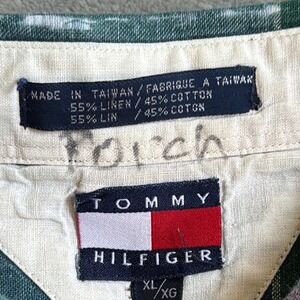 MADE IN TAIWAN / FABRIQUE A TAIWAN
55% LINEN / 45% COTTON
55% LIN / 45% COTON
Porch
TOMMY
HILFIGER
XL/
XG